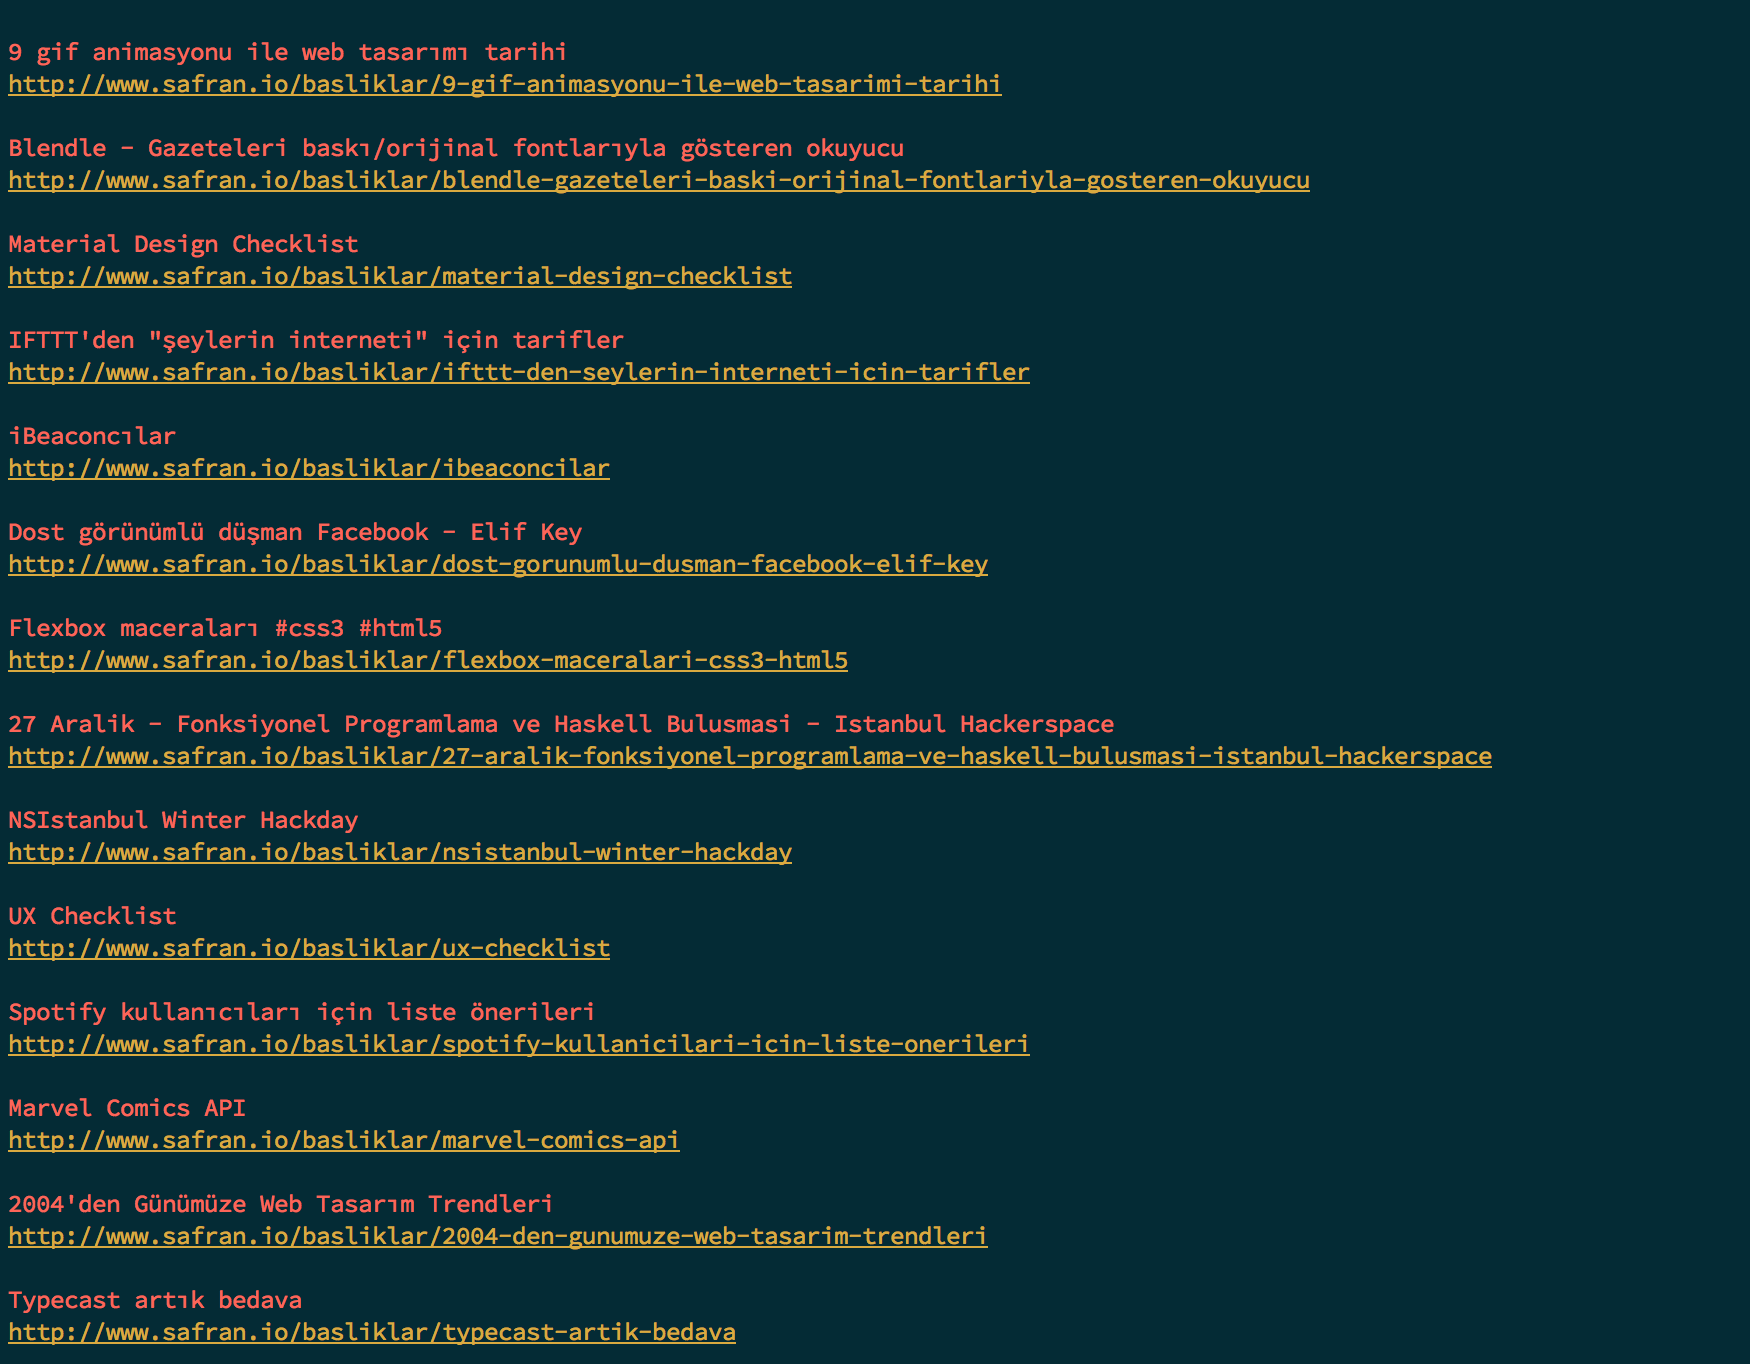 9 gif animasyonu ile web tasarımı tarihi
http://www.safran.io/basliklar/9-gif-animasyonu-ile-web-tasarimi-tarihi
Blendle - Gazeteleri baskı/orijinal fontlarıyla gösteren okuyucu
http://www.safran.io/basliklar/blendle-gazeteleri-baski-orijinal-fontlariyla-gosteren-okuyucu
Material Design Checklist
http://www.safran.io/basliklar/material-design-checklist
IFTTT'den "şeylerin interneti" için tarifler
http://www.safran.io/basliklar/ifttt-den-seylerin-interneti-icin-tarifler
iBeaconcılar
http://www.safran.io/basliklar/ibeaconcilar
Dost görünümlü düşman Facebook - Elif Key
http://www.safran.io/basliklar/dost-gorunumlu-dusman-facebook-elif-key
Flexbox maceraları #css3 #html5
http://www.safran.io/basliklar/flexbox-maceralari-css3-html5
27 Aralik - Fonksiyonel Programlama ve Haskell Bulusmasi - Istanbul Hackerspace
http://www.safran.io/basliklar/27-aralik-fonksiyonel-programlama-ve-haskell-bulusmasi-istanbul-hackerspace
NSIstanbul Winter Hackday
http://www.safran.io/basliklar/nsistanbul-winter-hackday
UX Checklist
http://www.safran.io/basliklar/ux-checklist
Spotify kullanıcıları için liste önerileri
http://www.safran.io/basliklar/spotify-kullanicilari-icin-liste-onerileri
Marvel Comics API
http://www.safran.io/basliklar/marvel-comics-api
2004'den Günümüze Web Tasarım Trendleri
http://www.safran.io/basliklar/2004-den-gunumuze-web-tasarim-trendleri
Typecast artık bedava
http://www.safran.io/basliklar/typecast-artik-bedava